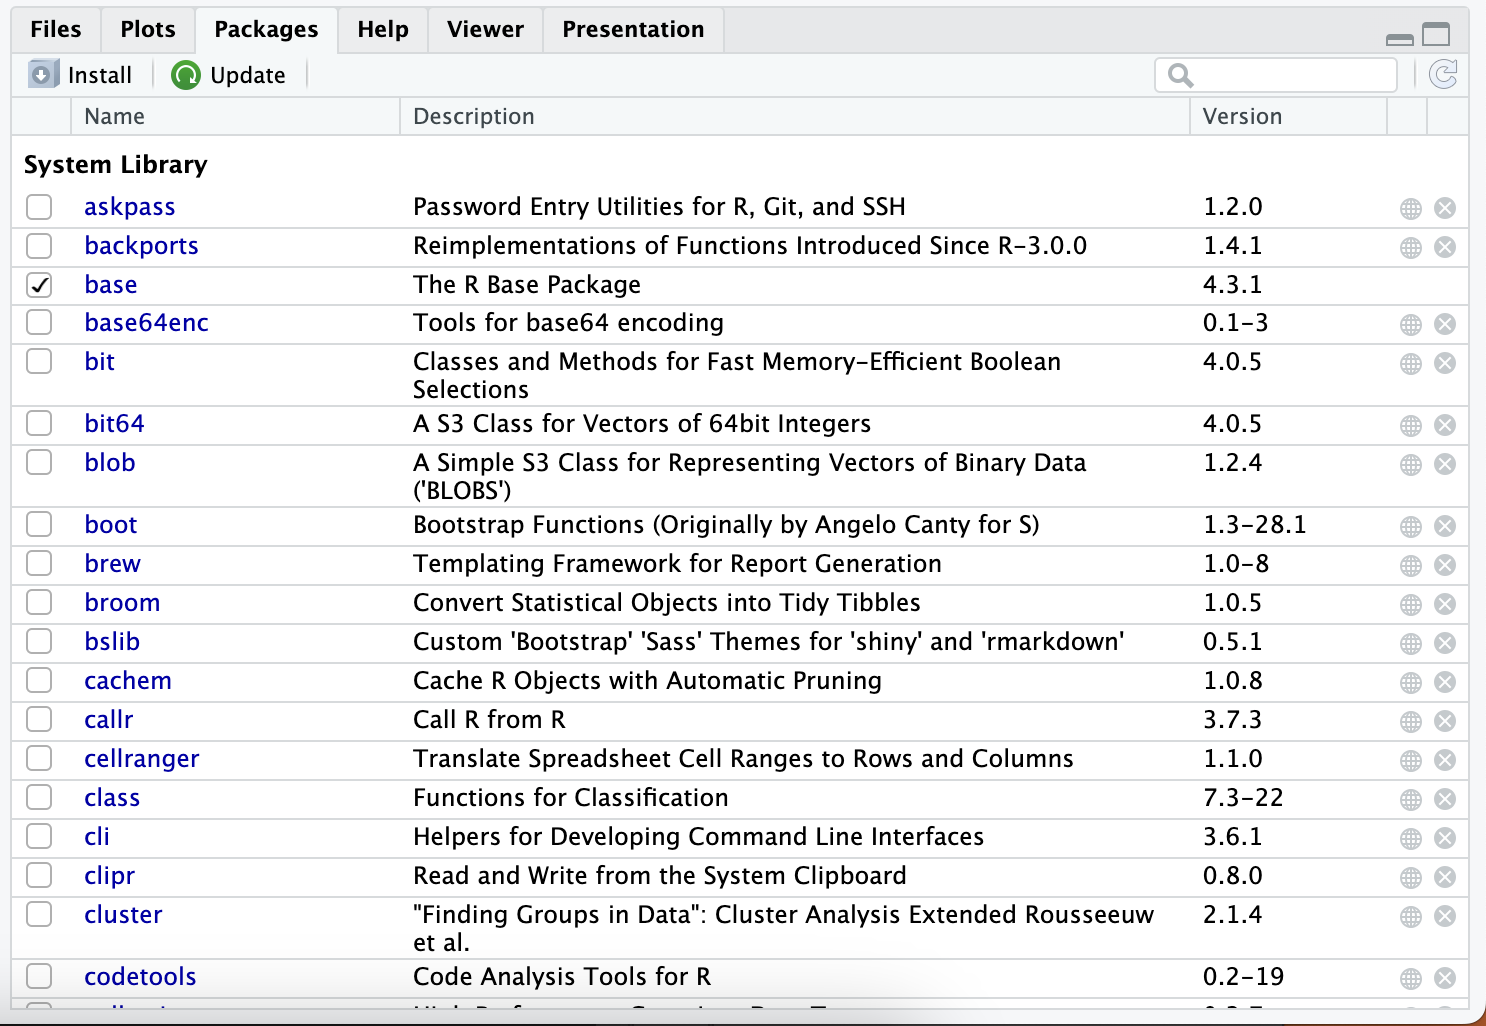 Files Plots Packages Help Viewer Presentation
Install Update
Name Description Version
System Library
askpass Password Entry Utilities for R, Git, and SSH 1.2.0
backports Reimplementations of Functions Introduced Since R-3.0.0 1.4.1
base The R Base Package 4.3.1
base64enc Tools for base64 encoding 0.1-3
bit Classes and Methods for Fast Memory-Efficient Boolean 4.0.5
Selections
bit64 A S3 Class for Vectors of 64bit Integers 4.0.5
blob A Simple S3 Class for Representing Vectors of Binary Data 1.2.4
('BLOBS')
boot Bootstrap Functions (Originally by Angelo Canty for S) 1.3-28.1
brew Templating Framework for Report Generation 1.0-8
broom Convert Statistical Objects into Tidy Tibbles 1.0.5
bslib Custom 'Bootstrap' 'Sass' Themes for 'shiny' and 'rmarkdown' 0.5.1
cachem Cache R Objects with Automatic Pruning 1.0.8
callr Call R from R 3.7.3
cellranger Translate Spreadsheet Cell Ranges to Rows and Columns 1.1.0
class Functions for Classification 7.3-22
cli Helpers for Developing Command Line Interfaces 3.6.1
clipr Read and Write from the System Clipboard 0.8.0
cluster "Finding Groups in Data": Cluster Analysis Extended Rousseeuw 2.1.4
et al.
codetools Code Analysis Tools for R 0.2-19